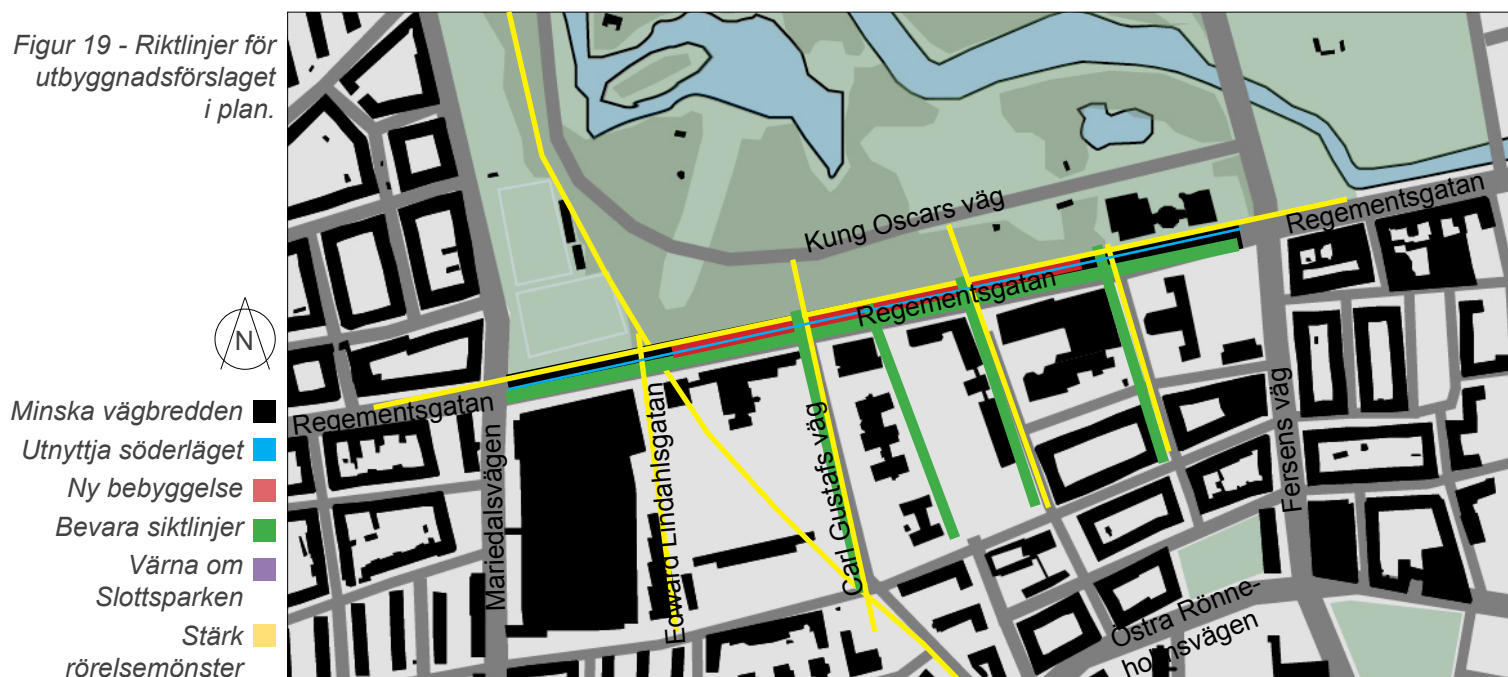 Figur 19 - Riktlinjer för
utbyggnadsförslaget
i plan.
N
Minska vägbredden
Utnyttja söderläget
Ny bebyggelse
Bevara siktlinjer
Värna om
Slottsparken
Stärk
rörelsemönster
Kung Oscars väg
Regementsgatan
Regementsgatan
Regementsgatan
Mariedalsvägen
Edward Lindahlsgatan
Carl Gustafs väg
Fersens väg
Östra Rönne-
holmsvägen